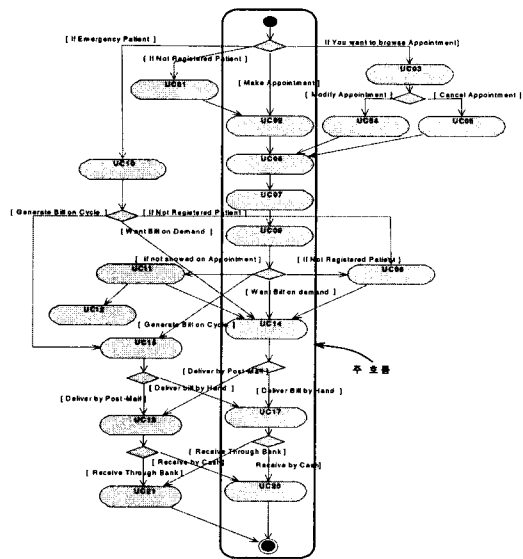 [ If Emergency Patient ]
If You want to browse Appointment]
[ If Not Registered Patient ]
UC03
[ Make Appointment ]
[Modify Appointment ]
[ Cancel Appointment ]
UC01
UC02
UC04
UC05
UC06
UC10
UC07
[ Generate Bill on Cycle ]
[ If Not Registered Patient ]
[Want Bill on Demand ]
UC09
[ If not showed on Appointment ]
[ If Not Registered Patient ]
UC11
[Want Bill on demand ]
UC12
UC14
[ Generate Bill on Cycle ]
[ Deliver by Post-Mail ]
주 흐름
[ Deliver bill by Hand ]
[ Deliver Bill by Hand ]
[Deliver by Post-Mail ]
UC17
[ Receive Through Bank ]
[ Receive by Cash]
Receive by Cash]
[ Receive Through Bank ]
UC20
UC21